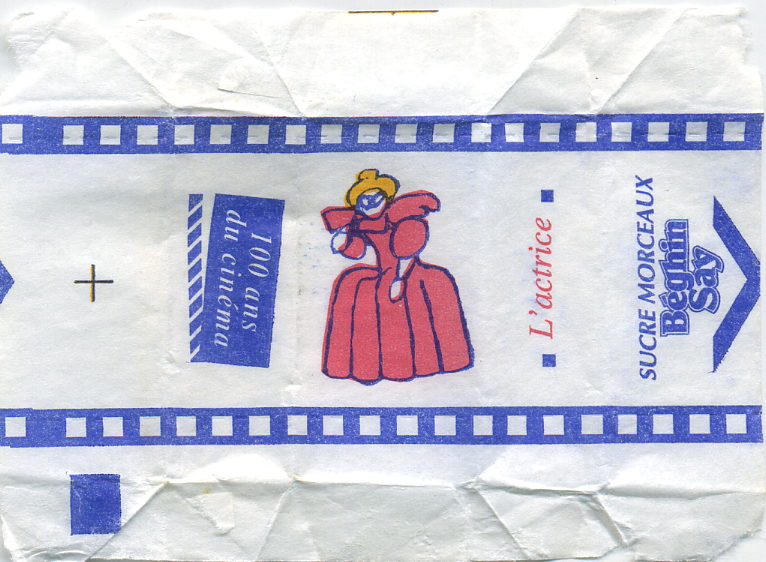 100 ans
du cinéma
L'actrice
SUCRE MORCEAUX
Béghin
Say